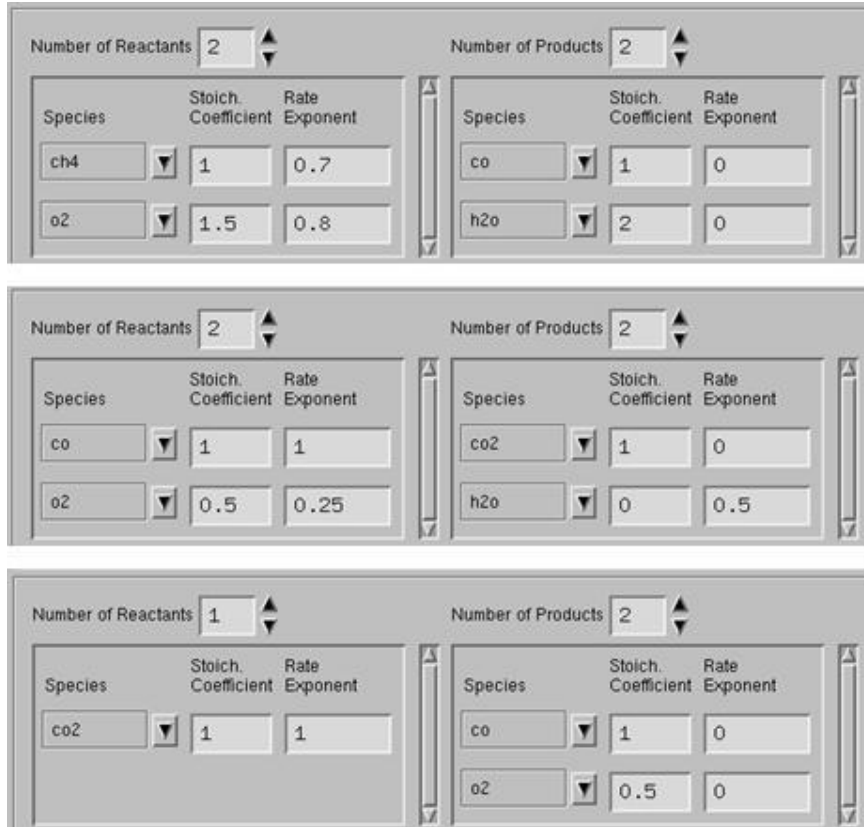 Number of Reactants 2 Number of Products 2
Species Stoich. Coefficient Rate Exponent Species Stoich. Coefficient Rate Exponent
ch4 1 0.7 co 1 0
o2 1.5 0.8 h2o 2 0
Number of Reactants 2 Number of Products 2
Species Stoich. Coefficient Rate Exponent Species Stoich. Coefficient Rate Exponent
co 1 1 co2 1 0
o2 0.5 0.25 h2o 0 0.5
Number of Reactants 1 Number of Products 2
Species Stoich. Coefficient Rate Exponent Species Stoich. Coefficient Rate Exponent
co2 1 1 co 1 0
o2 0.5 0